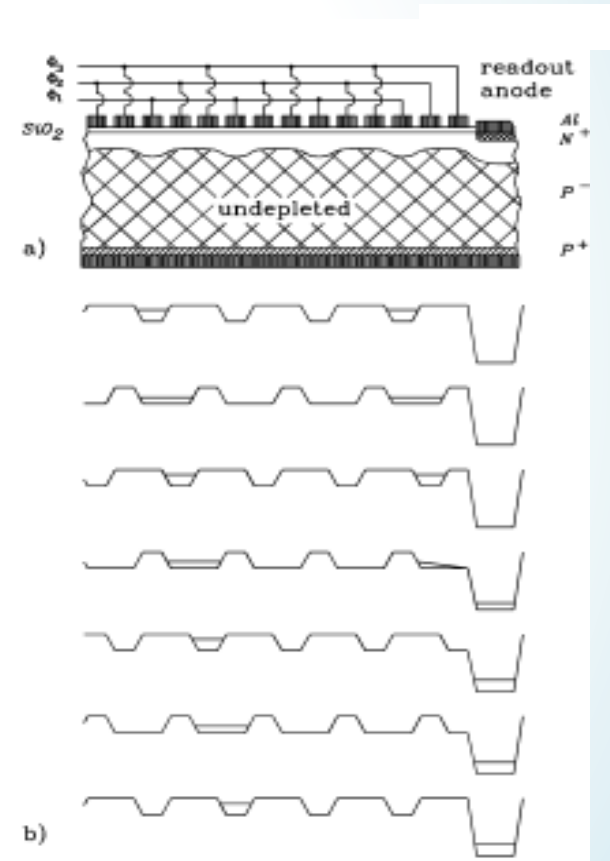 φ₃
φ₂
φ₁
readout
anode
SiO₂
Al
N⁺
P⁻
undepleted
a)
P⁺
b)